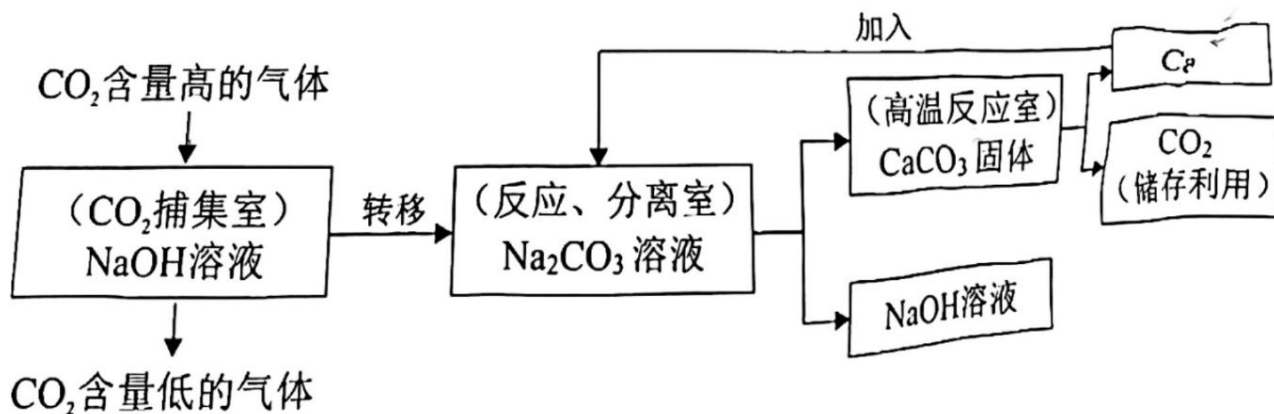 加入
CO₂含量高的气体
（CO₂捕集室）
NaOH溶液
转移
（反应、分离室）
Na₂CO₃溶液
（高温反应室）
CaCO₃固体
CO₂
（储存利用）
NaOH溶液
CO₂含量低的气体